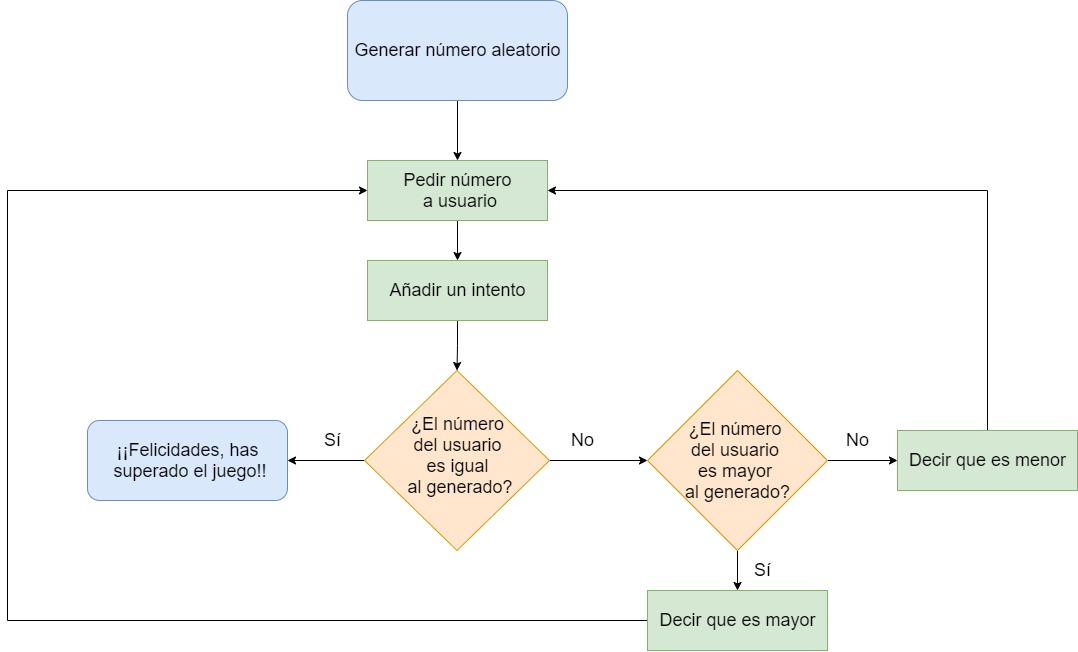 Generar número aleatorio
Pedir número
a usuario
Añadir un intento
¿El número
del usuario
es igual
al generado?
Sí
¡¡Felicidades, has
superado el juego!!
No
¿El número
del usuario
es mayor
al generado?
No
Decir que es menor
Sí
Decir que es mayor